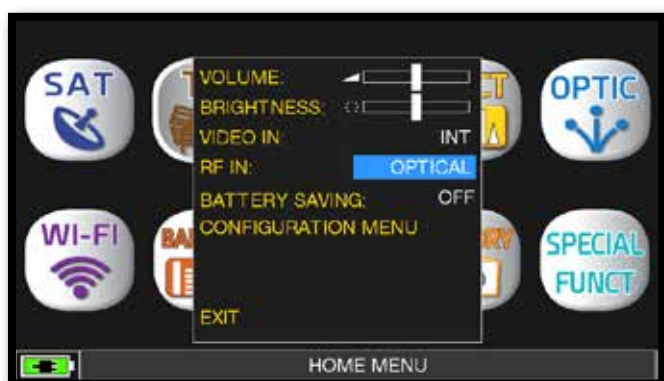 SAT
OPTIC
VOLUME:
BRIGHTNESS:
VIDEO IN: INT
RF IN: OPTICAL
BATTERY SAVING: OFF
CONFIGURATION MENU
WI-FI
SPECIAL
FUNCT
EXIT
HOME MENU